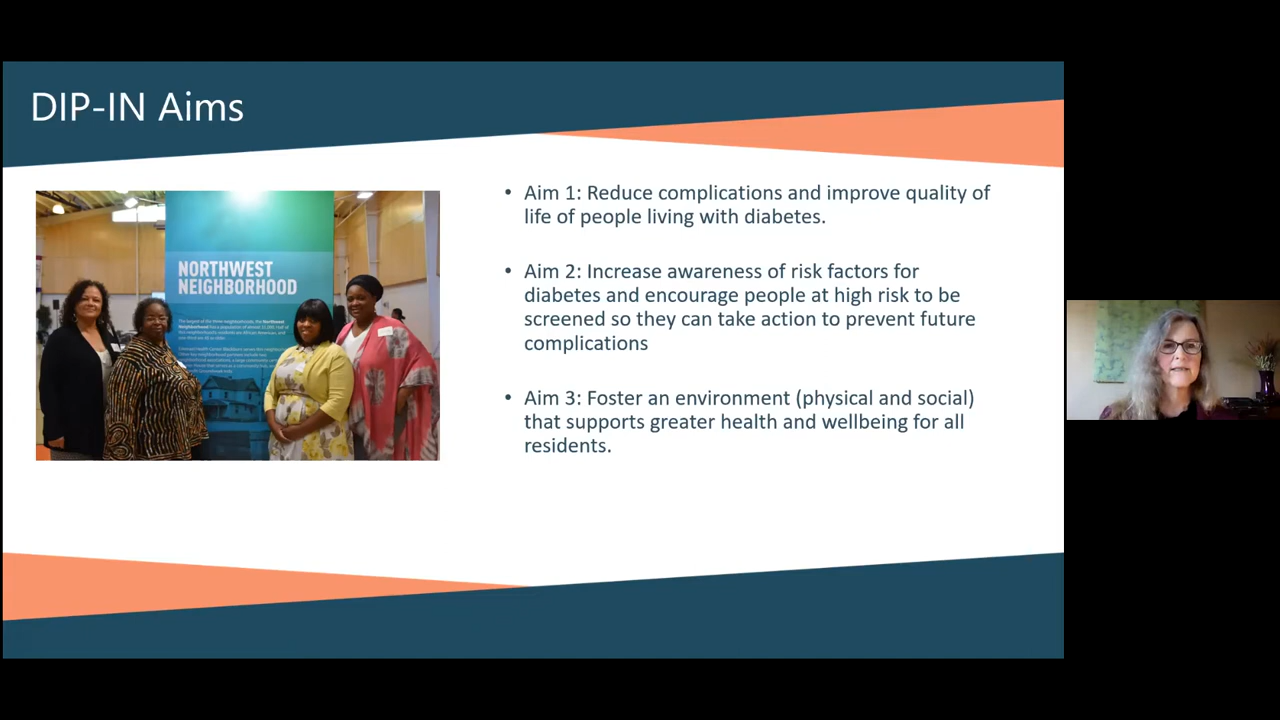 DIP-IN Aims
NORTHWEST
NEIGHBORHOOD
• Aim 1: Reduce complications and improve quality of
life of people living with diabetes.
• Aim 2: Increase awareness of risk factors for
diabetes and encourage people at high risk to be
screened so they can take action to prevent future
complications
• Aim 3: Foster an environment (physical and social)
that supports greater health and wellbeing for all
residents.